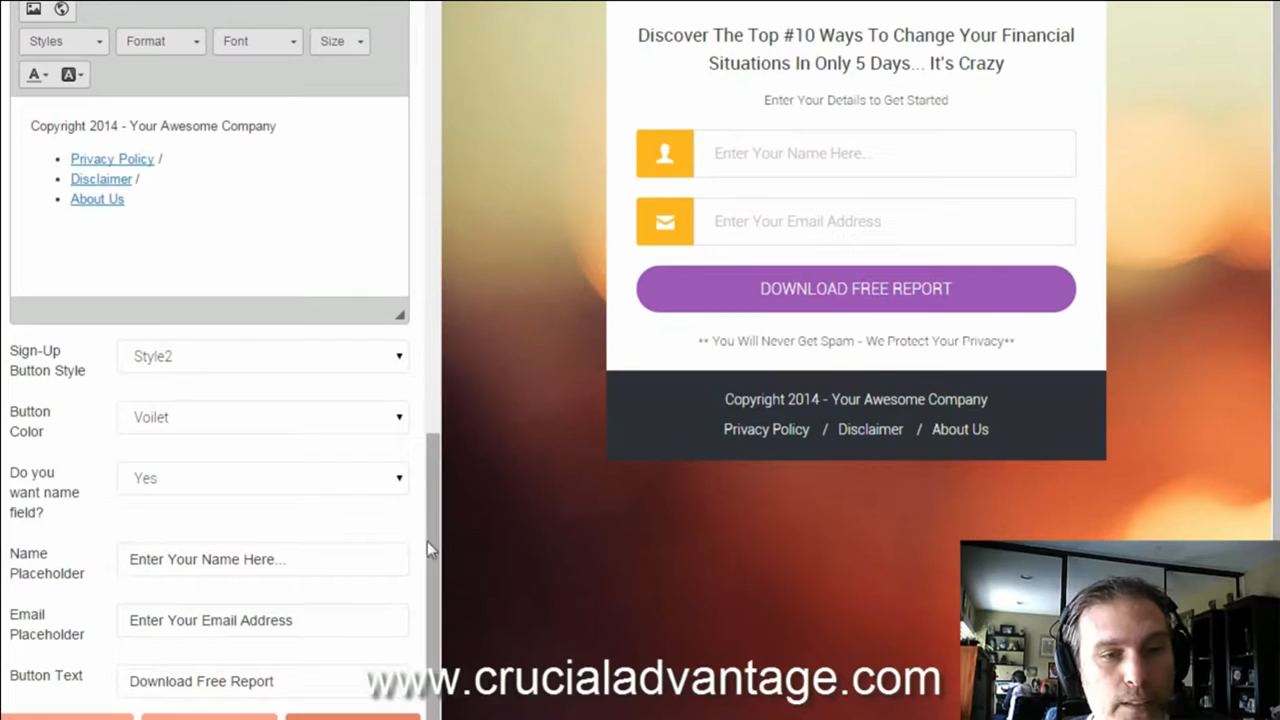 Styles
Format
Font
Size
A
A
Copyright 2014 - Your Awesome Company
Privacy Policy /
Disclaimer /
About Us
Sign-Up
Button Style
Style2
Button
Color
Voilet
Do you
want name
field?
Yes
Name
Placeholder
Enter Your Name Here...
Email
Placeholder
Enter Your Email Address
Button Text
Download Free Report
Discover The Top #10 Ways To Change Your Financial
Situations In Only 5 Days... It's Crazy
Enter Your Details to Get Started
Enter Your Name Here...
Enter Your Email Address
DOWNLOAD FREE REPORT
** You Will Never Get Spam - We Protect Your Privacy**
Copyright 2014 - Your Awesome Company
Privacy Policy / Disclaimer / About Us
www.crucialadvantage.com